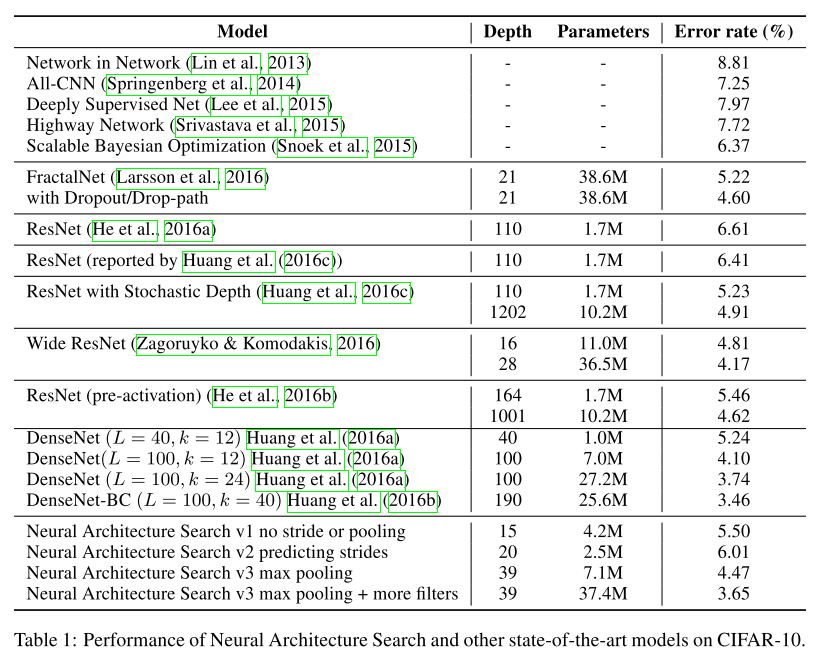 Model Depth Parameters Error rate (%)
Network in Network (Lin et al., 2013) - - 8.81
All-CNN (Springenberg et al., 2014) - - 7.25
Deeply Supervised Net (Lee et al., 2015) - - 7.97
Highway Network (Srivastava et al., 2015) - - 7.72
Scalable Bayesian Optimization (Snoek et al., 2015) - - 6.37
FractalNet (Larsson et al., 2016) 21 38.6M 5.22
with Dropout/Drop-path 21 38.6M 4.60
ResNet (He et al., 2016a) 110 1.7M 6.61
ResNet (reported by Huang et al. (2016c)) 110 1.7M 6.41
ResNet with Stochastic Depth (Huang et al., 2016c) 110 1.7M 5.23
1202 10.2M 4.91
Wide ResNet (Zagoruyko & Komodakis, 2016) 16 11.0M 4.81
28 36.5M 4.17
ResNet (pre-activation) (He et al., 2016b) 164 1.7M 5.46
1001 10.2M 4.62
DenseNet (L = 40, k = 12) Huang et al. (2016a) 40 1.0M 5.24
DenseNet(L = 100, k = 12) Huang et al. (2016a) 100 7.0M 4.10
DenseNet (L = 100, k = 24) Huang et al. (2016a) 100 27.2M 3.74
DenseNet-BC (L = 100, k = 40) Huang et al. (2016b) 190 25.6M 3.46
Neural Architecture Search v1 no stride or pooling 15 4.2M 5.50
Neural Architecture Search v2 predicting strides 20 2.5M 6.01
Neural Architecture Search v3 max pooling 39 7.1M 4.47
Neural Architecture Search v3 max pooling + more filters 39 37.4M 3.65
Table 1: Performance of Neural Architecture Search and other state-of-the-art models on CIFAR-10.